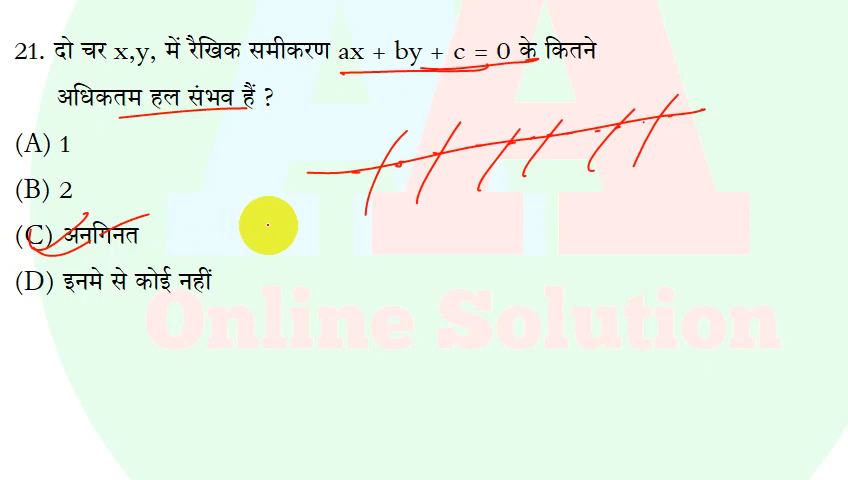 21. दो चर x,y, में रैखिक समीकरण ax + by + c = 0 के कितने
अधिकतम हल संभव हैं ?
(A) 1
(B) 2
(C) अनगिनत
(D) इनमे से कोई नहीं
AA
Online Solution